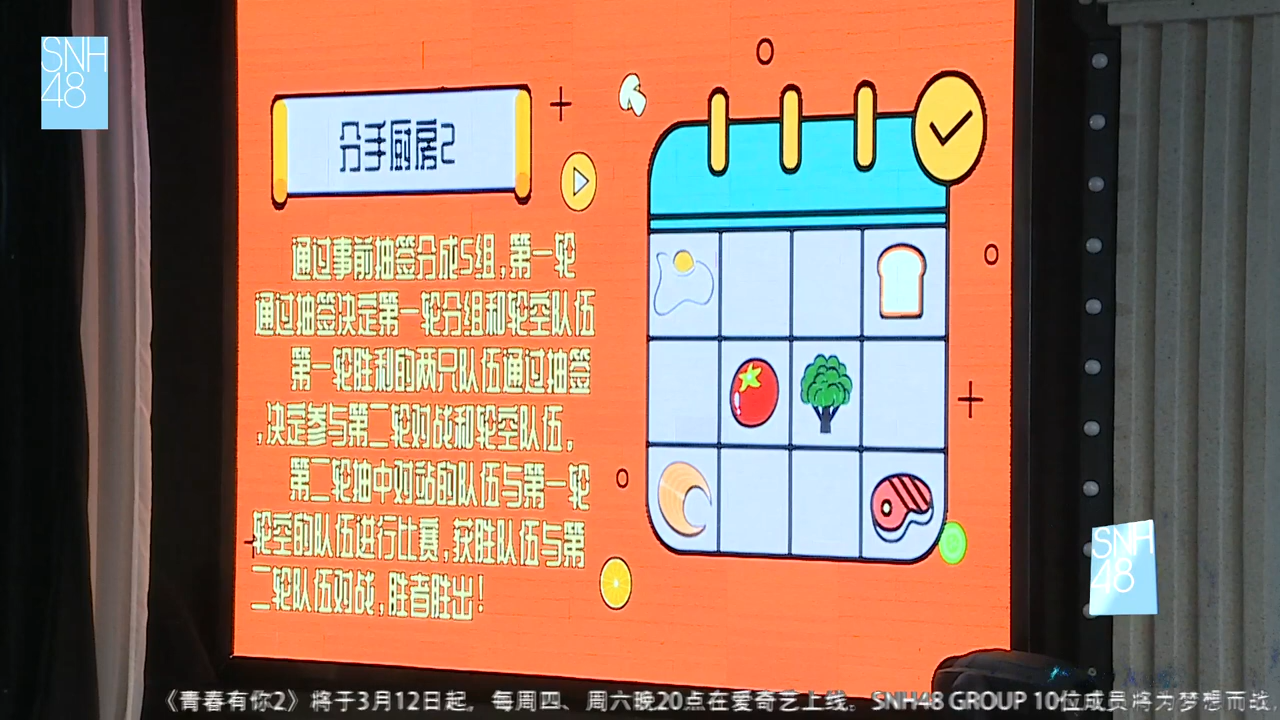 SNH
48
分手厨房2
通过事前抽签分成5组,第一轮
通过抽签决定第一轮分组和轮空队伍
第一轮胜利的两只队伍通过抽签
,决定参与第二轮对战和轮空队伍。
第二轮抽中对站的队伍与第一轮
轮空的队伍进行比赛,获胜队伍与第
二轮队伍对战,胜者胜出!
SNH
48
《青春有你2》将于3月12日起，每周四、周六晚20点在爱奇艺上线。SNH48 GROUP 10位成员将为梦想而战,